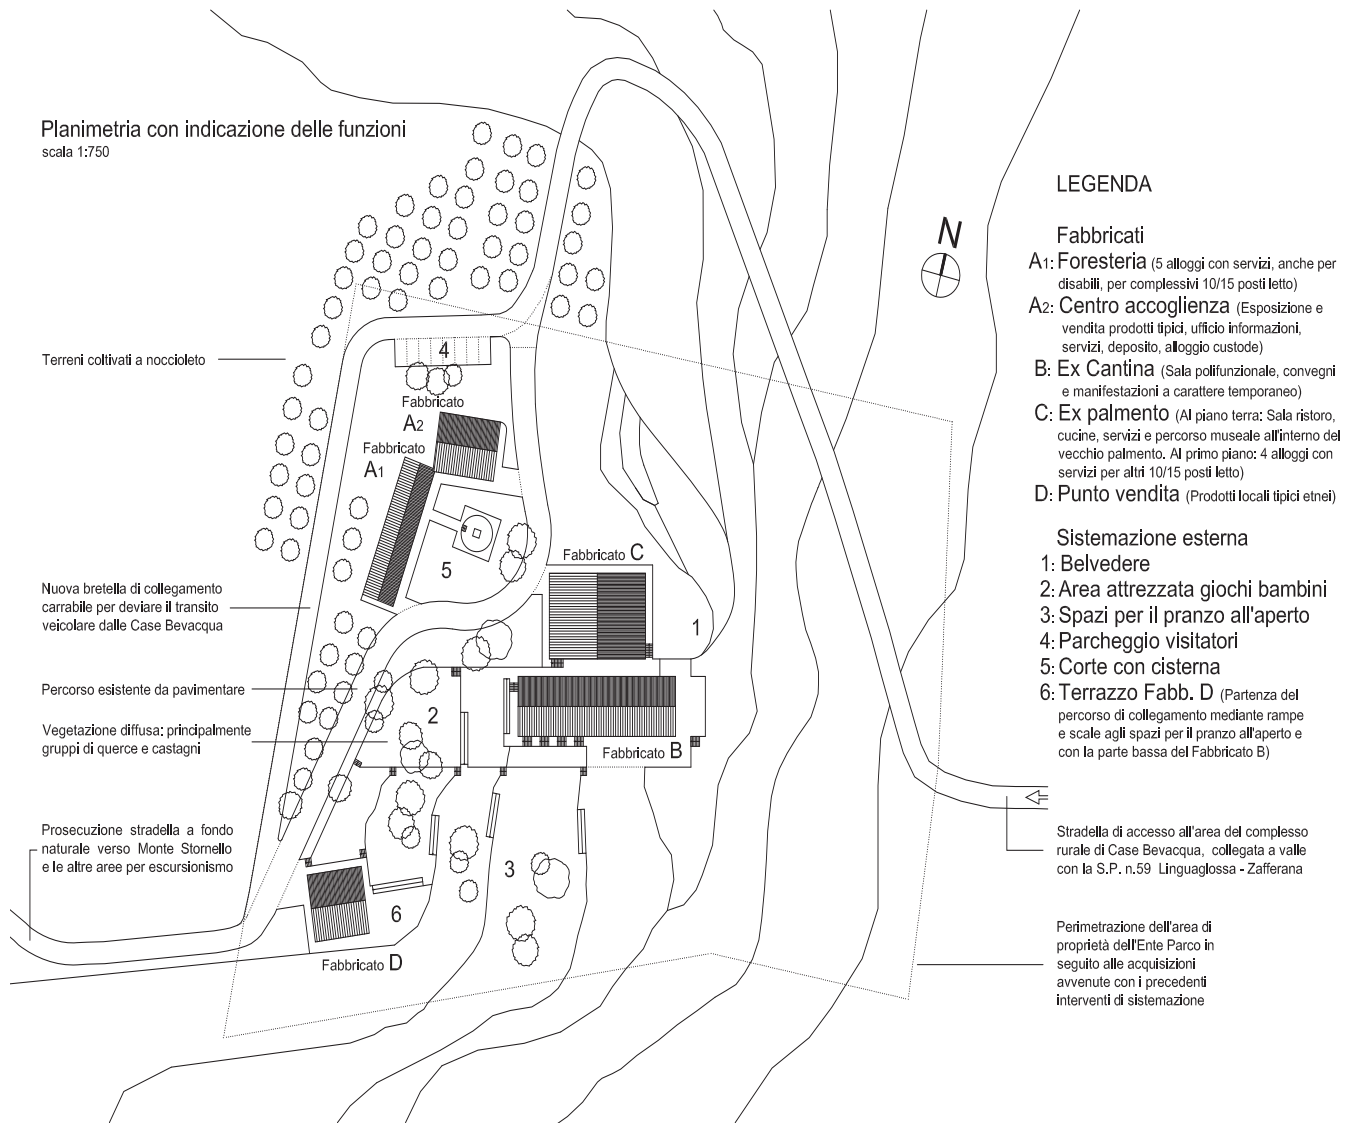 Planimetria con indicazione delle funzioni
scala 1:750
Terreni coltivati a noccioleto
Nuova bretella di collegamento
carrabile per deviare il transito
veicolare dalle Case Bevacqua
Percorso esistente da pavimentare
Vegetazione diffusa: principalmente
gruppi di querce e castagni
Prosecuzione stradella a fondo
naturale verso Monte Stornello
e le altre aree per escursionismo
4
Fabbricato
A2
Fabbricato
A1
5
Fabbricato C
1
2
Fabbricato B
3
6
Fabbricato D
N
LEGENDA
Fabbricati
A1: Foresteria (5 alloggi con servizi, anche per
disabili, per complessivi 10/15 posti letto)
A2: Centro accoglienza (Esposizione e
vendita prodotti tipici, ufficio informazioni,
servizi, deposito, alloggio custode)
B: Ex Cantina (Sala polifunzionale, convegni
e manifestazioni a carattere temporaneo)
C: Ex palmento (Al piano terra: Sala ristoro,
cucine, servizi e percorso museale all'interno del
vecchio palmento. Al primo piano: 4 alloggi con
servizi per altri 10/15 posti letto)
D: Punto vendita (Prodotti locali tipici etnei)
Sistemazione esterna
1: Belvedere
2: Area attrezzata giochi bambini
3: Spazi per il pranzo all'aperto
4: Parcheggio visitatori
5: Corte con cisterna
6: Terrazzo Fabb. D (Partenza del
percorso di collegamento mediante rampe
e scale agli spazi per il pranzo all'aperto e
con la parte bassa del Fabbricato B)
Stradella di accesso all'area del complesso
rurale di Case Bevacqua, collegata a valle
con la S.P. n.59 Linguaglossa - Zafferana
Perimetrazione dell'area di
proprietà dell'Ente Parco in
seguito alle acquisizioni
avvenute con i precedenti
interventi di sistemazione